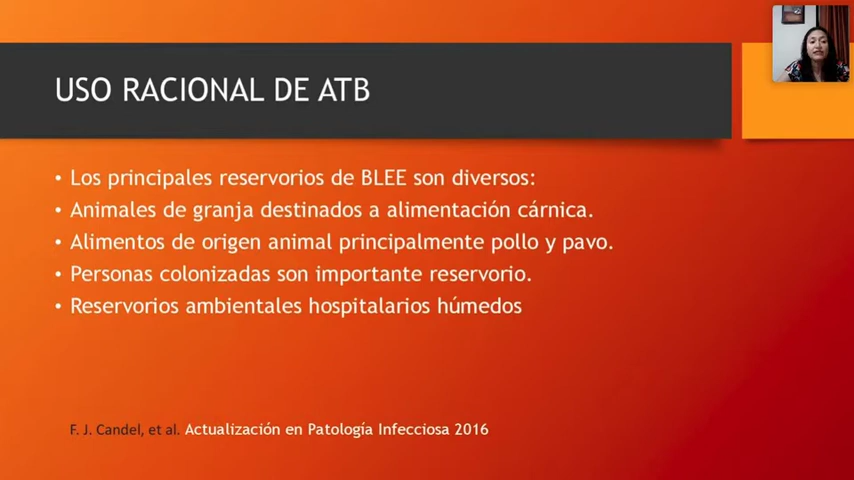 USO RACIONAL DE ATB
• Los principales reservorios de BLEE son diversos:
• Animales de granja destinados a alimentación cárnica.
• Alimentos de origen animal principalmente pollo y pavo.
• Personas colonizadas son importante reservorio.
• Reservorios ambientales hospitalarios húmedos
F. J. Candel, et al. Actualización en Patología Infecciosa 2016